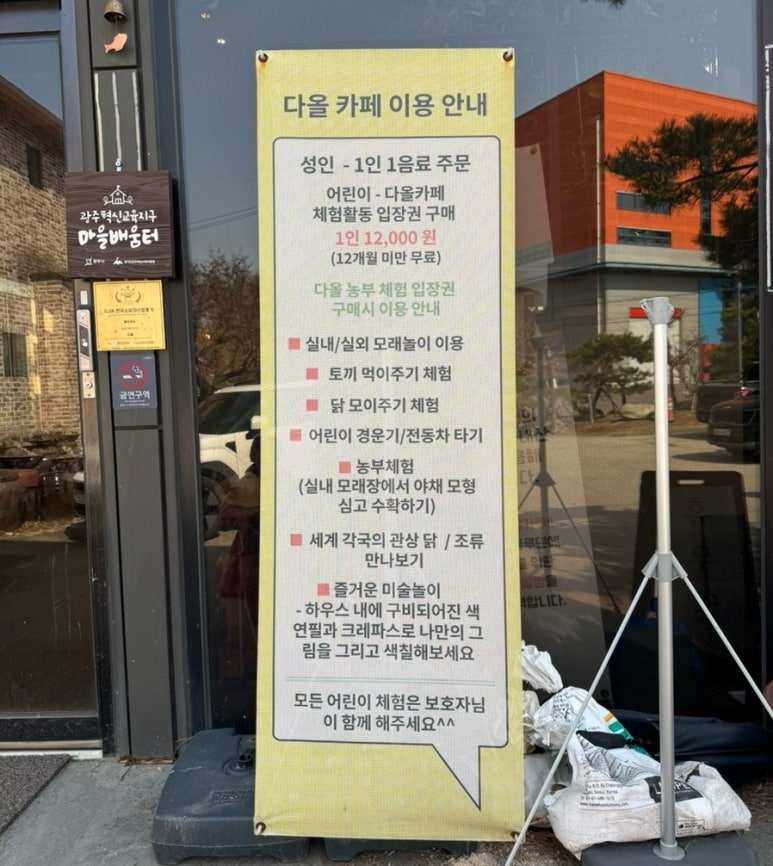 다올 카페 이용 안내
성인 - 1인 1음료 주문
어린이 - 다올카페
체험활동 입장권 구매
1인 12,000 원
(12개월 미만 무료)
다올 농부 체험 입장권
구매시 이용 안내
실내/실외 모래놀이 이용
토끼 먹이주기 체험
닭 모이주기 체험
어린이 경운기/전동차 타기
농부체험
(실내 모래장에서 야채 모형
심고 수확하기)
세계 각국의 관상 닭 / 조류
만나보기
즐거운 미술놀이
- 하우스 내에 구비되어진 색
연필과 크레파스로 나만의 그
림을 그리고 색칠해보세요
모든 어린이 체험은 보호자님
이 함께 해주세요^^
광주혁신교육지구
마을배움터
금연구역